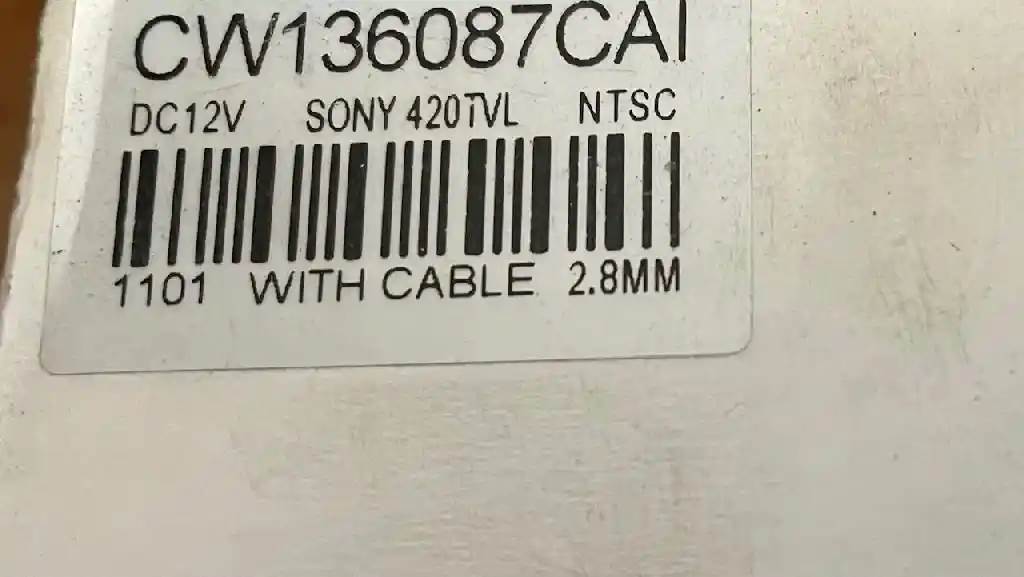 CW136087CAI
DC12V SONY 420TVL NTSC
1101 WITH CABLE 2.8MM